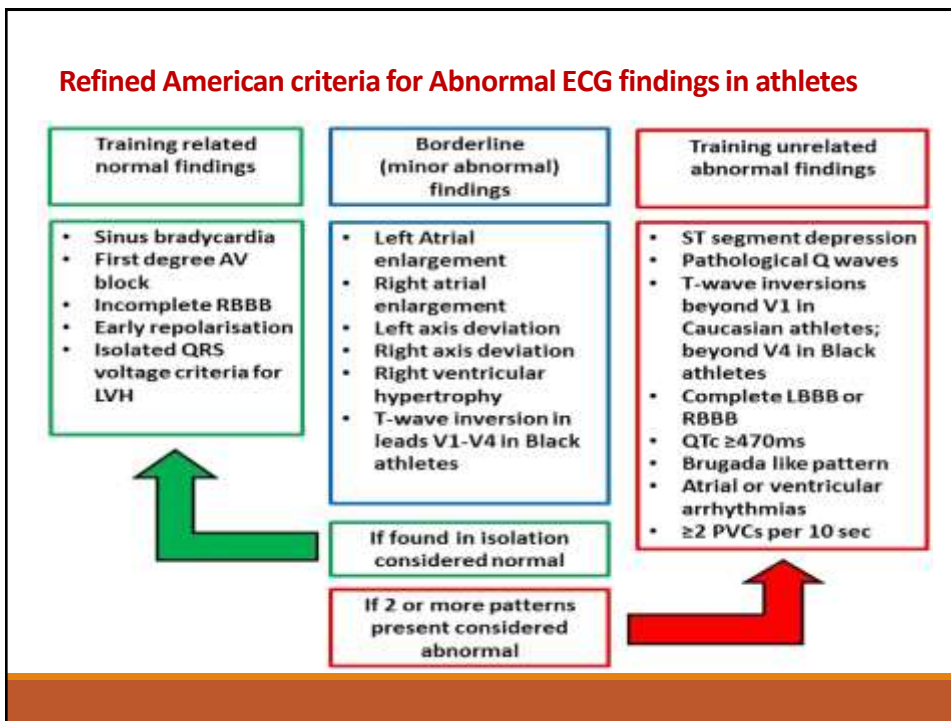 Refined American criteria for Abnormal ECG findings in athletes
Training related
normal findings
• Sinus bradycardia
• First degree AV
block
• Incomplete RBBB
• Early repolarisation
• Isolated QRS
voltage criteria for
LVH
Borderline
(minor abnormal)
findings
• Left Atrial
enlargement
• Right atrial
enlargement
• Left axis deviation
• Right axis deviation
• Right ventricular
hypertrophy
• T-wave inversion in
leads V1-V4 in Black
athletes
Training unrelated
abnormal findings
• ST segment depression
• Pathological Q waves
• T-wave inversions
beyond V1 in
Caucasian athletes;
beyond V4 in Black
athletes
• Complete LBBB or
RBBB
• QTc ≥470ms
• Brugada like pattern
• Atrial or ventricular
arrhythmias
• ≥2 PVCs per 10 sec
If found in isolation
considered normal
If 2 or more patterns
present considered
abnormal